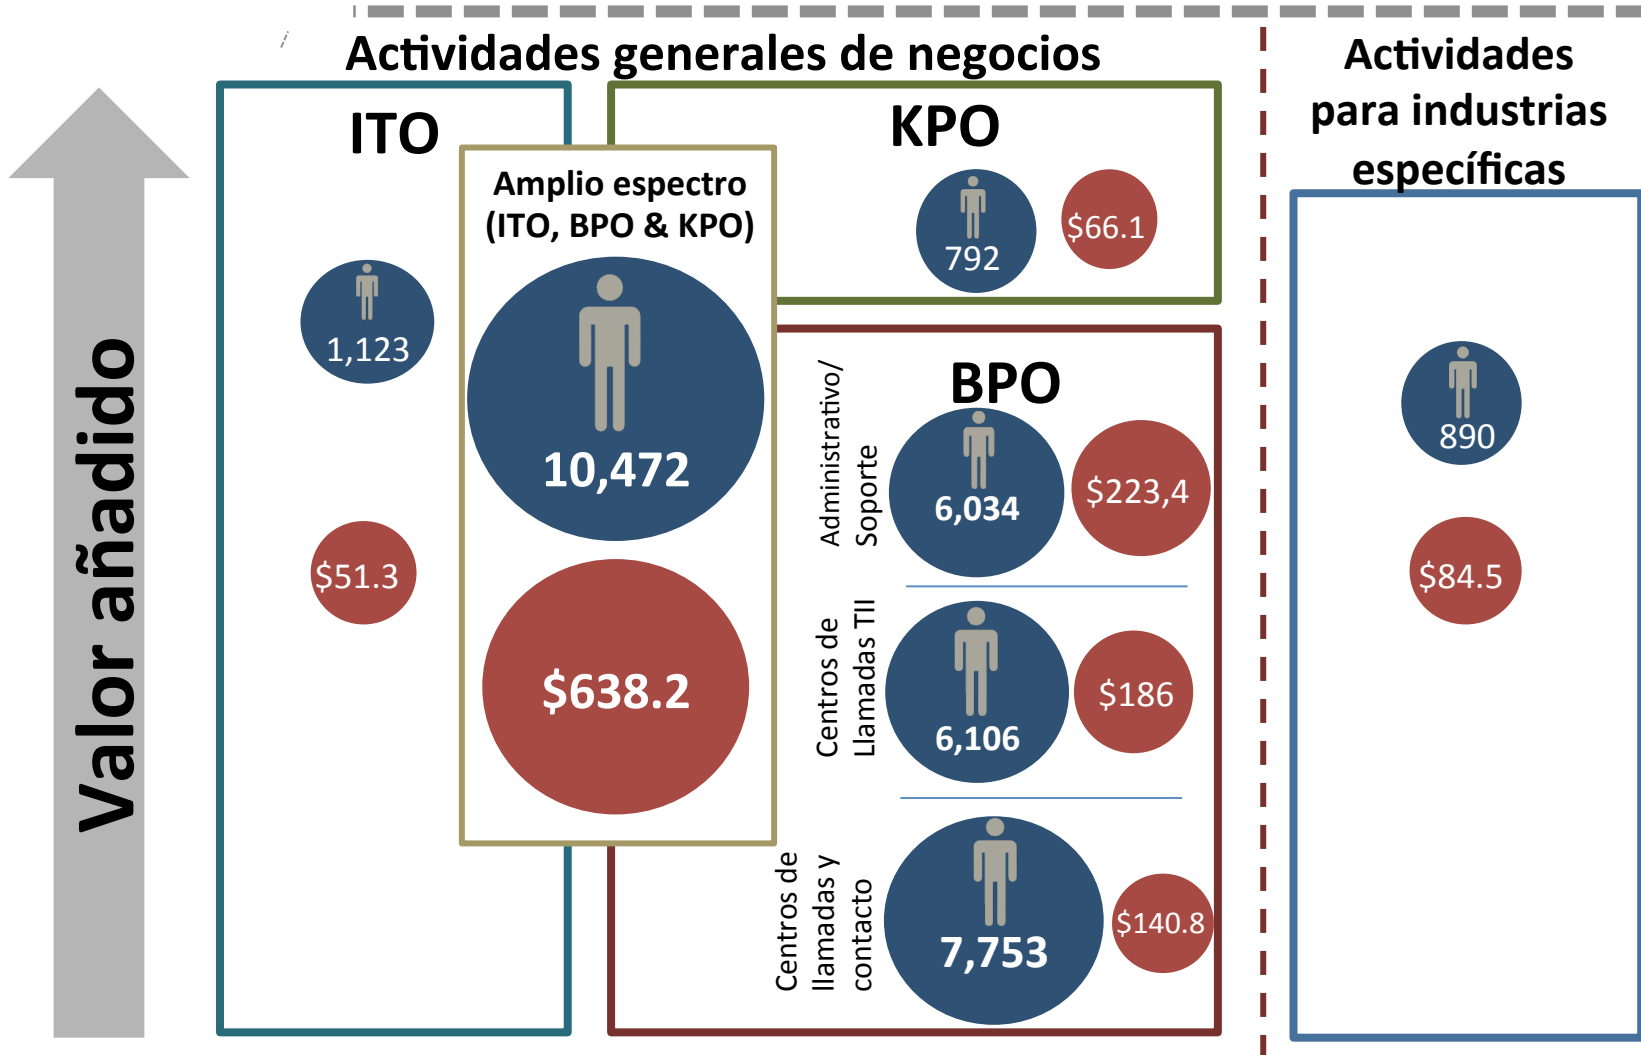 Actividades generales de negocios
Actividades
para industrias
específicas
Valor añadido
ITO
1,123
$51.3
Amplio espectro
(ITO, BPO & KPO)
10,472
$638.2
KPO
792
$66.1
BPO
Administrativo/
Soporte
6,034
$223,4
Centros de
Llamadas TII
6,106
$186
Centros de
llamadas y
contacto
7,753
$140.8
890
$84.5